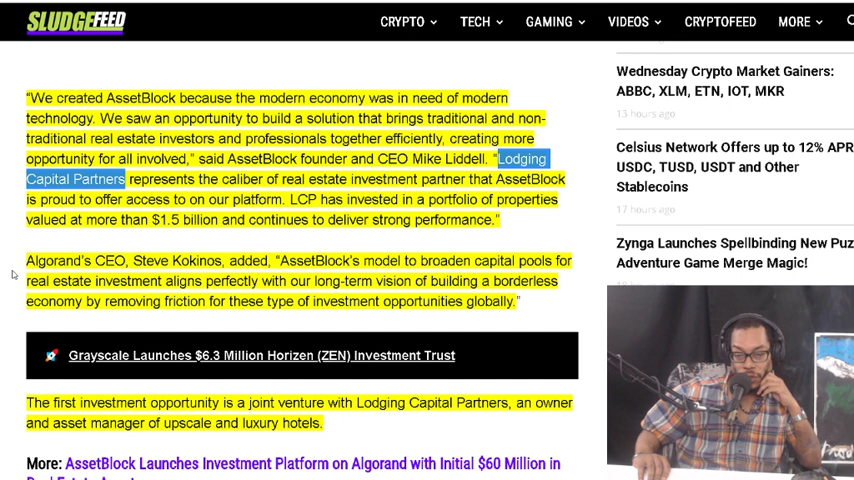 SLUDGEFEED
CRYPTO TECH GAMING VIDEOS CRYPTOFEED MORE
“We created AssetBlock because the modern economy was in need of modern
technology. We saw an opportunity to build a solution that brings traditional and non-
traditional real estate investors and professionals together efficiently, creating more
opportunity for all involved,” said AssetBlock founder and CEO Mike Liddell. “Lodging
Capital Partners represents the caliber of real estate investment partner that AssetBlock
is proud to offer access to on our platform. LCP has invested in a portfolio of properties
valued at more than $1.5 billion and continues to deliver strong performance.”
Algorand’s CEO, Steve Kokinos, added, “AssetBlock’s model to broaden capital pools for
real estate investment aligns perfectly with our long-term vision of building a borderless
economy by removing friction for these type of investment opportunities globally.”
Grayscale Launches $6.3 Million Horizen (ZEN) Investment Trust
The first investment opportunity is a joint venture with Lodging Capital Partners, an owner
and asset manager of upscale and luxury hotels.
More: AssetBlock Launches Investment Platform on Algorand with Initial $60 Million in
Wednesday Crypto Market Gainers:
ABBC, XLM, ETN, IOT, MKR
13 hours ago
Celsius Network Offers up to 12% APR
USDC, TUSD, USDT and Other
Stablecoins
17 hours ago
Zynga Launches Spellbinding New Puz
Adventure Game Merge Magic!